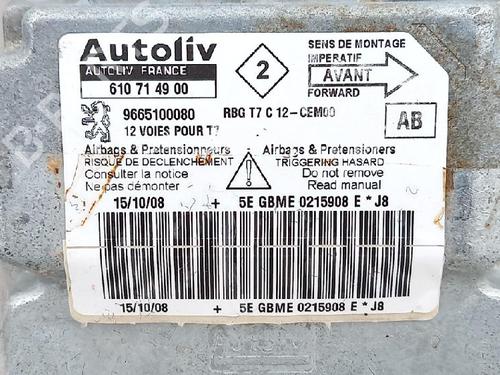 Autoliv
AUTOLIV FRANCE
610 71 49 00
2
SENS DE MONTAGE
IMPERATIF
AVANT
FORWARD
9665100080
RBG T7 C 12-CEM00
12 VOIES POUR T7
AB
Airbags & Pretensionneurs
RISQUE DE DECLENCHEMENT
Consulter la notice
Ne pas démonter
!
Airbags & Pretensioners
TRIGGERING HASARD
Do not remove
Read manual
15/10/08 + 5E GBME 0215908 E * J8
15/10/08 + 5E GBME 0215908 E * J8